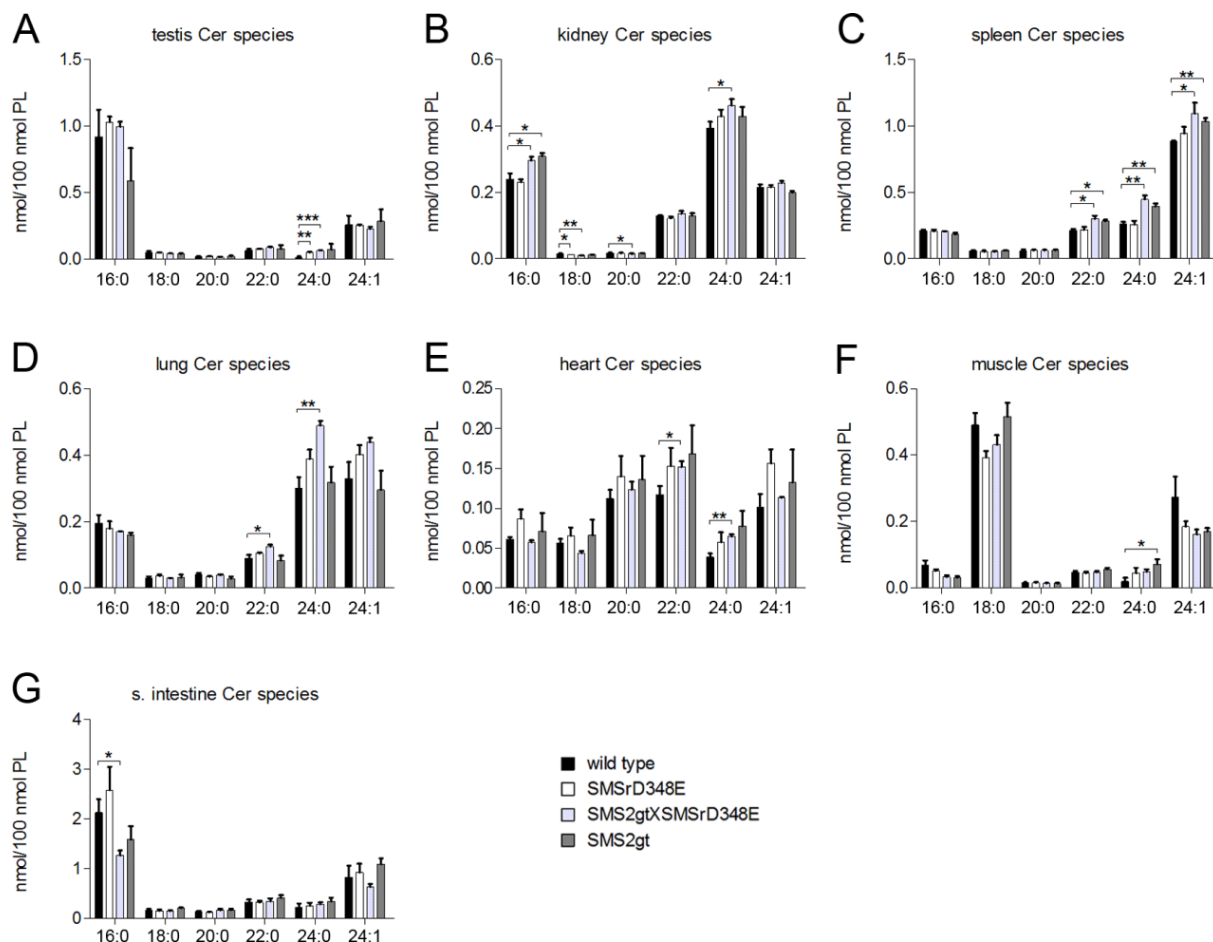 A
testis Cer species
nmol/100 nmol PL
1.5
1.0
0.5
0.0
***
**
16:0 18:0 20:0 22:0 24:0 24:1
B
kidney Cer species
nmol/100 nmol PL
0.6
0.4
0.2
0.0
*
*
**
*
*
*
16:0 18:0 20:0 22:0 24:0 24:1
C
spleen Cer species
nmol/100 nmol PL
1.5
1.0
0.5
0.0
*
*
**
**
**
*
16:0 18:0 20:0 22:0 24:0 24:1
D
lung Cer species
nmol/100 nmol PL
0.6
0.4
0.2
0.0
*
**
16:0 18:0 20:0 22:0 24:0 24:1
E
heart Cer species
nmol/100 nmol PL
0.25
0.20
0.15
0.10
0.05
0.00
*
**
16:0 18:0 20:0 22:0 24:0 24:1
F
muscle Cer species
nmol/100 nmol PL
0.6
0.4
0.2
0.0
*
16:0 18:0 20:0 22:0 24:0 24:1
G
s. intestine Cer species
nmol/100 nmol PL
4
3
2
1
0
*
16:0 18:0 20:0 22:0 24:0 24:1
wild type
SMSrD348E
SMS2gtXSMSrD348E
SMS2gt